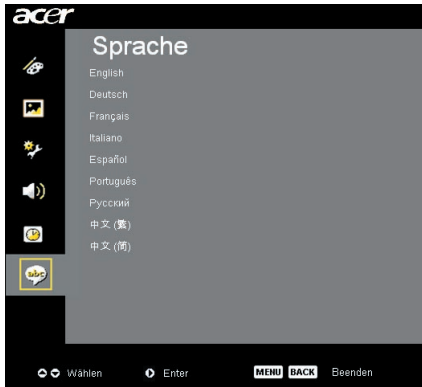 acer
Sprache
English
Deutsch
Français
Italiano
Español
Português
Русский
中文 (繁)
中文 (简)
abc
Wählen Enter MENU BACK Beenden